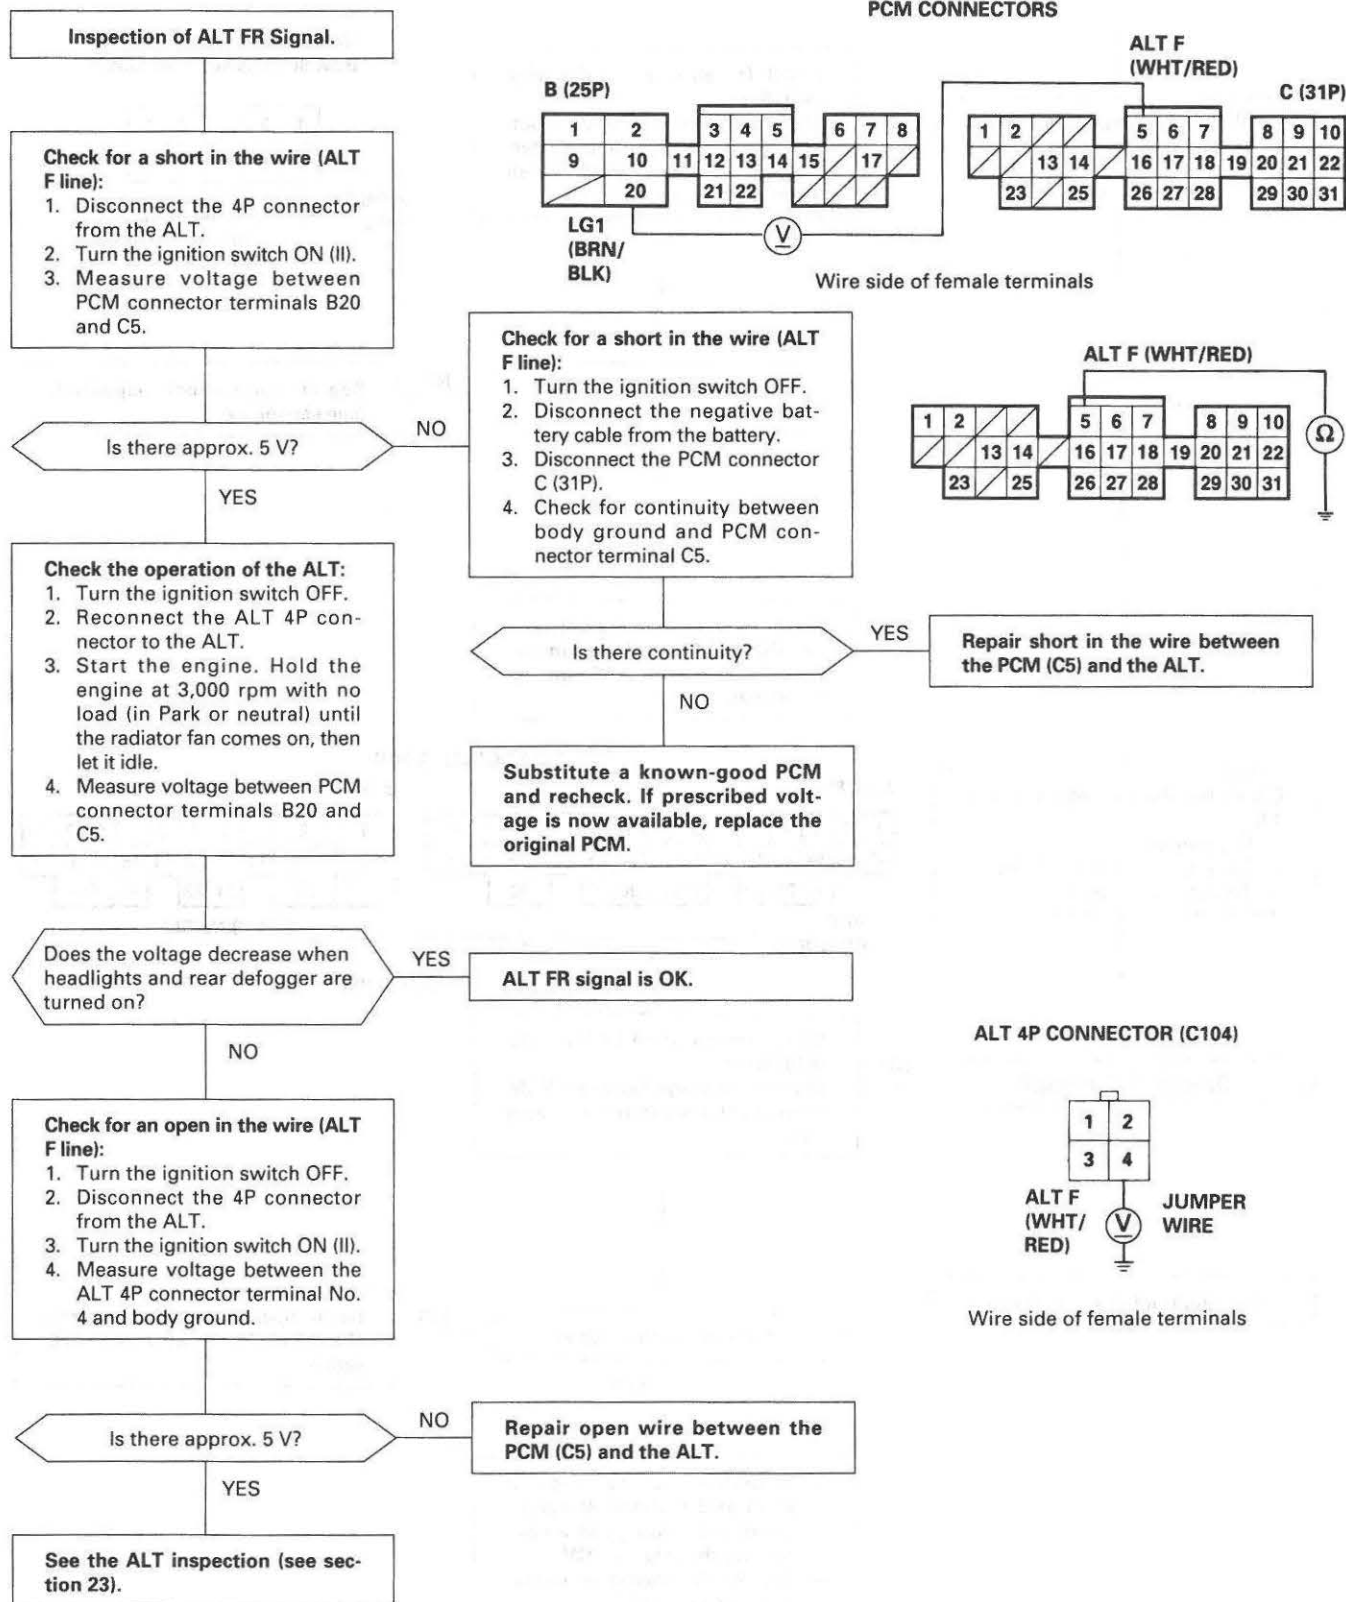 PCM CONNECTORS
Inspection of ALT FR Signal.
ALT F
(WHT/RED)
B (25P)
C (31P)
1 2 3 4 5 6 7 8
9 10 11 12 13 14 15 17
20 21 22
1 2 5 6 7 8 9 10
13 14 16 17 18 19 20 21 22
23 25 26 27 28 29 30 31
LG1
(BRN/
BLK)
V
Wire side of female terminals
Check for a short in the wire (ALT
F line):
1. Disconnect the 4P connector
from the ALT.
2. Turn the ignition switch ON (II).
3. Measure voltage between
PCM connector terminals B20
and C5.
Is there approx. 5 V?
NO
YES
Check for a short in the wire (ALT
F line):
1. Turn the ignition switch OFF.
2. Disconnect the negative bat-
tery cable from the battery.
3. Disconnect the PCM connector
C (31P).
4. Check for continuity between
body ground and PCM con-
nector terminal C5.
ALT F (WHT/RED)
1 2 5 6 7 8 9 10
13 14 16 17 18 19 20 21 22
23 25 26 27 28 29 30 31
Ω
Is there continuity?
YES
Repair short in the wire between
the PCM (C5) and the ALT.
NO
Substitute a known-good PCM
and recheck. If prescribed volt-
age is now available, replace the
original PCM.
Check the operation of the ALT:
1. Turn the ignition switch OFF.
2. Reconnect the ALT 4P con-
nector to the ALT.
3. Start the engine. Hold the
engine at 3,000 rpm with no
load (in Park or neutral) until
the radiator fan comes on, then
let it idle.
4. Measure voltage between PCM
connector terminals B20 and
C5.
Does the voltage decrease when
headlights and rear defogger are
turned on?
YES
ALT FR signal is OK.
NO
Check for an open in the wire (ALT
F line):
1. Turn the ignition switch OFF.
2. Disconnect the 4P connector
from the ALT.
3. Turn the ignition switch ON (II).
4. Measure voltage between the
ALT 4P connector terminal No.
4 and body ground.
ALT 4P CONNECTOR (C104)
1 2
3 4
ALT F
(WHT/
RED)
V
JUMPER
WIRE
Wire side of female terminals
Is there approx. 5 V?
NO
Repair open wire between the
PCM (C5) and the ALT.
YES
See the ALT inspection (see sec-
tion 23).